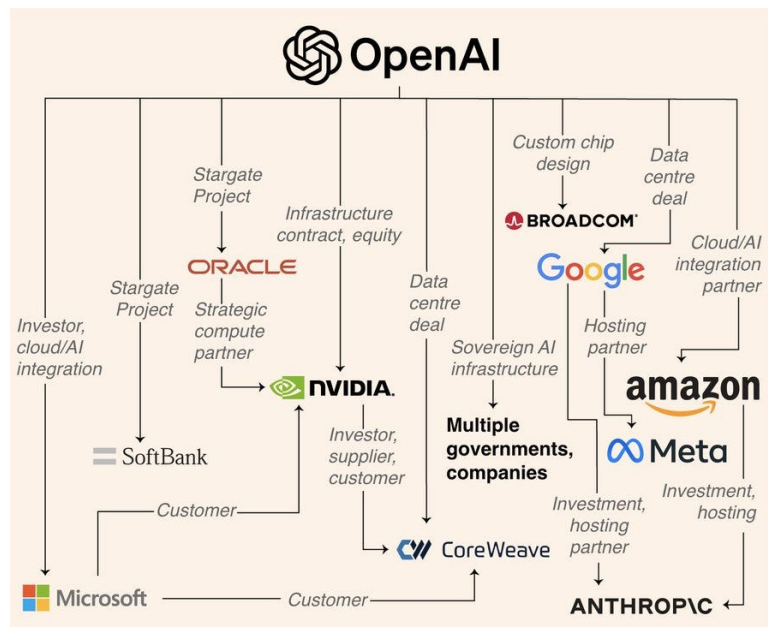 OpenAI
Custom chip
design
Data
centre
deal
Stargate
Project
Infrastructure
contract, equity
BROADCOM
Cloud/AI
integration
partner
ORACLE
Google
Stargate
Project
Strategic
compute
partner
Data
centre
deal
Investor,
cloud/AI
integration
Hosting
partner
Sovereign AI
infrastructure
NVIDIA.
amazon
Multiple
governments,
companies
SoftBank
Investor,
supplier,
customer
Meta
Customer
Investment,
hosting
partner
Investment,
hosting
CoreWeave
Microsoft
Customer
ANTHROP\C